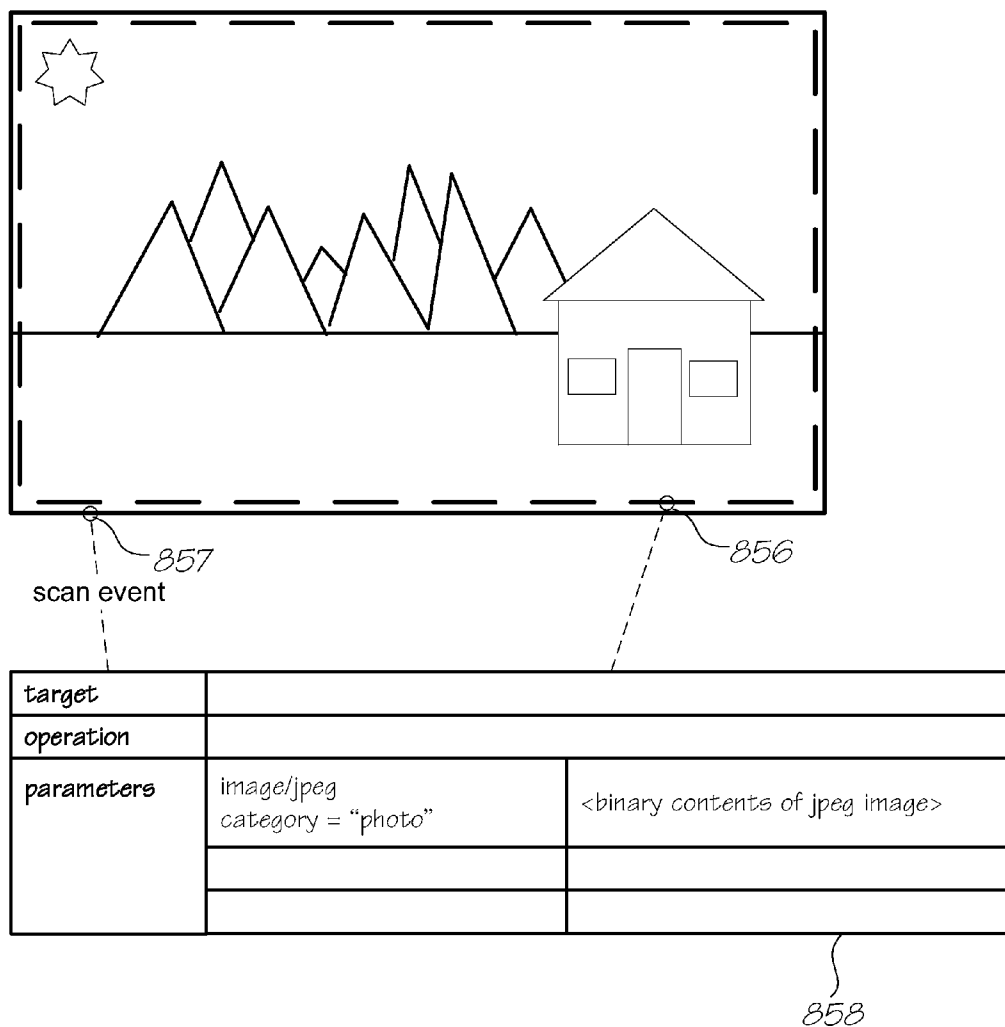 857
856
scan event
target
operation
parameters
image/jpeg
category = “photo”
<binary contents of jpeg image>
858